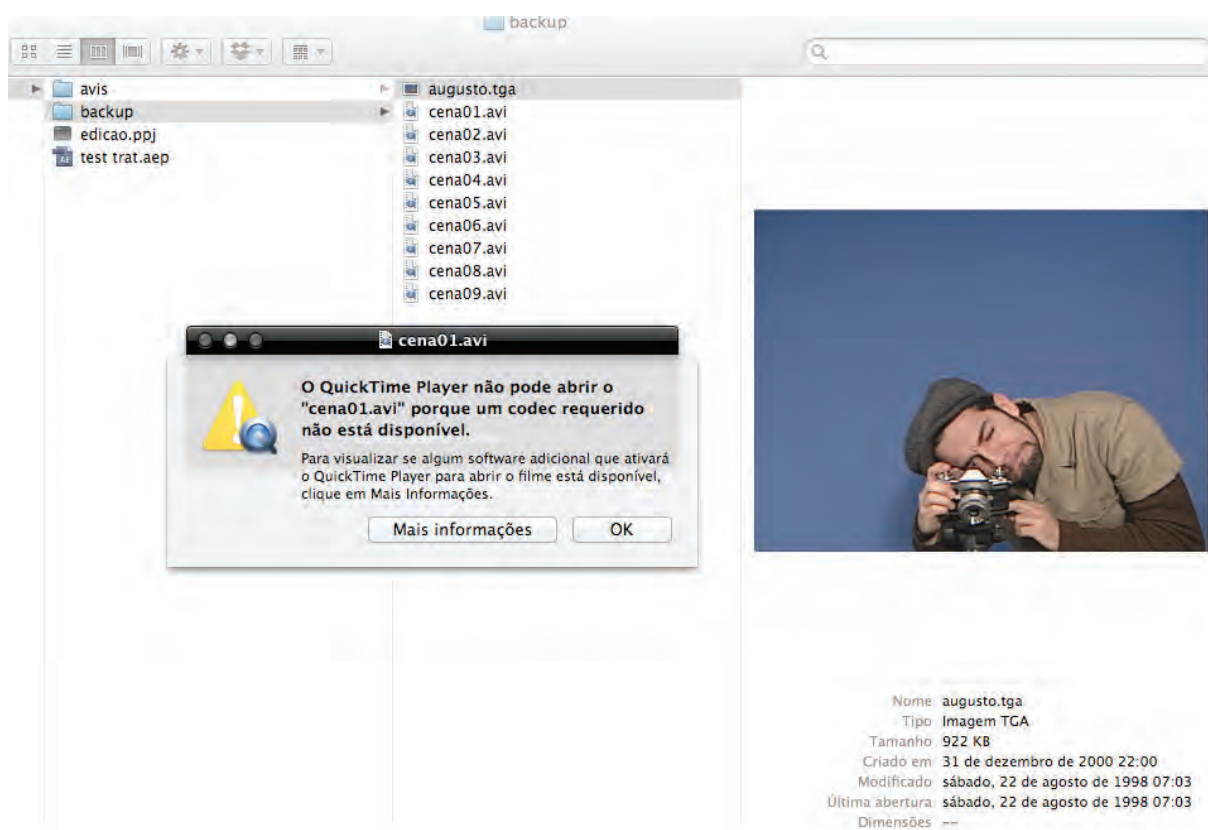 backup
avis
backup
edicao.ppj
test trat.aep
augusto.tga
cena01.avi
cena02.avi
cena03.avi
cena04.avi
cena05.avi
cena06.avi
cena07.avi
cena08.avi
cena09.avi
cena01.avi
O QuickTime Player não pode abrir o
"cena01.avi" porque um codec requerido
não está disponível.
Para visualizar se algum software adicional que ativará
o QuickTime Player para abrir o filme está disponível,
clique em Mais Informações.
Mais informações OK
Nome augusto.tga
Tipo Imagem TGA
Tamanho 922 KB
Criado em 31 de dezembro de 2000 22:00
Modificado sábado, 22 de agosto de 1998 07:03
Última abertura sábado, 22 de agosto de 1998 07:03
Dimensões --